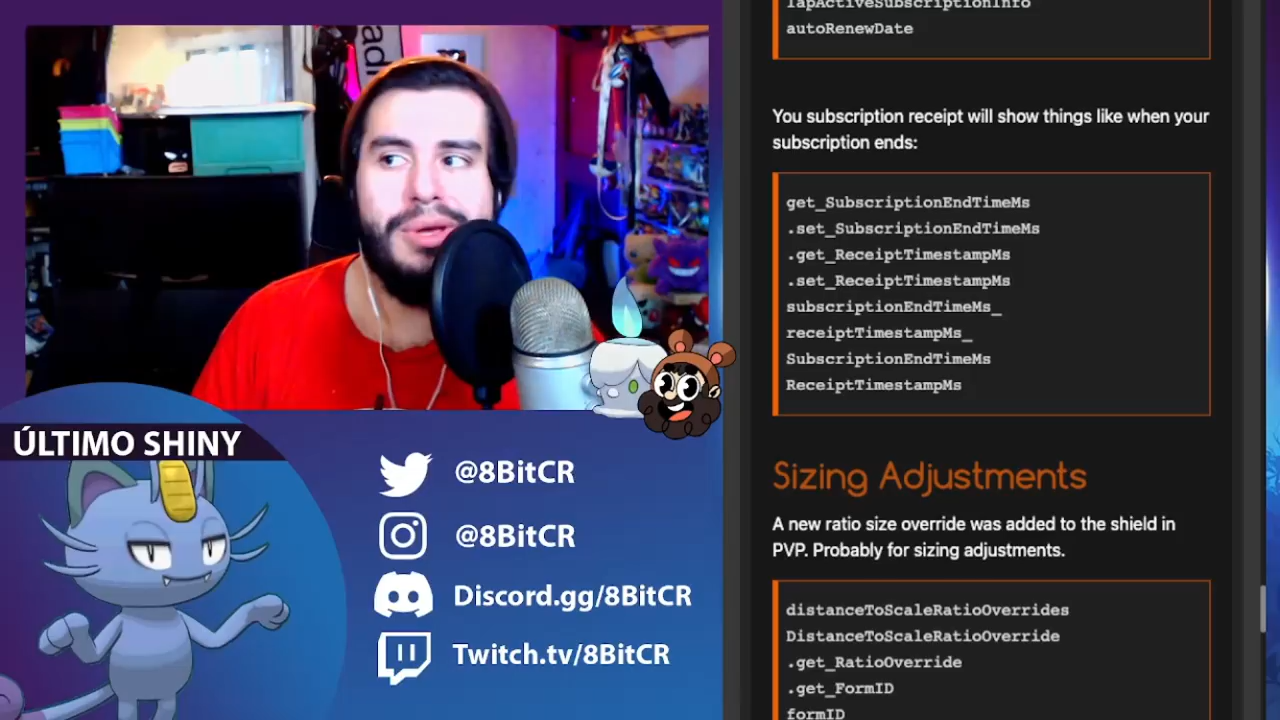 ÚLTIMO SHINY
@8BitCR
@8BitCR
Discord.gg/8BitCR
Twitch.tv/8BitCR
IapActiveSubscriptionInfo
autoRenewDate
You subscription receipt will show things like when your
subscription ends:
get_SubscriptionEndTimeMs
.set_SubscriptionEndTimeMs
.get_ReceiptTimestampMs
.set_ReceiptTimestampMs
subscriptionEndTimeMs_
receiptTimestampMs_
SubscriptionEndTimeMs
ReceiptTimestampMs
Sizing Adjustments
A new ratio size override was added to the shield in
PVP. Probably for sizing adjustments.
distanceToScaleRatioOverrides
DistanceToScaleRatioOverride
.get_RatioOverride
.get_FormID
formID